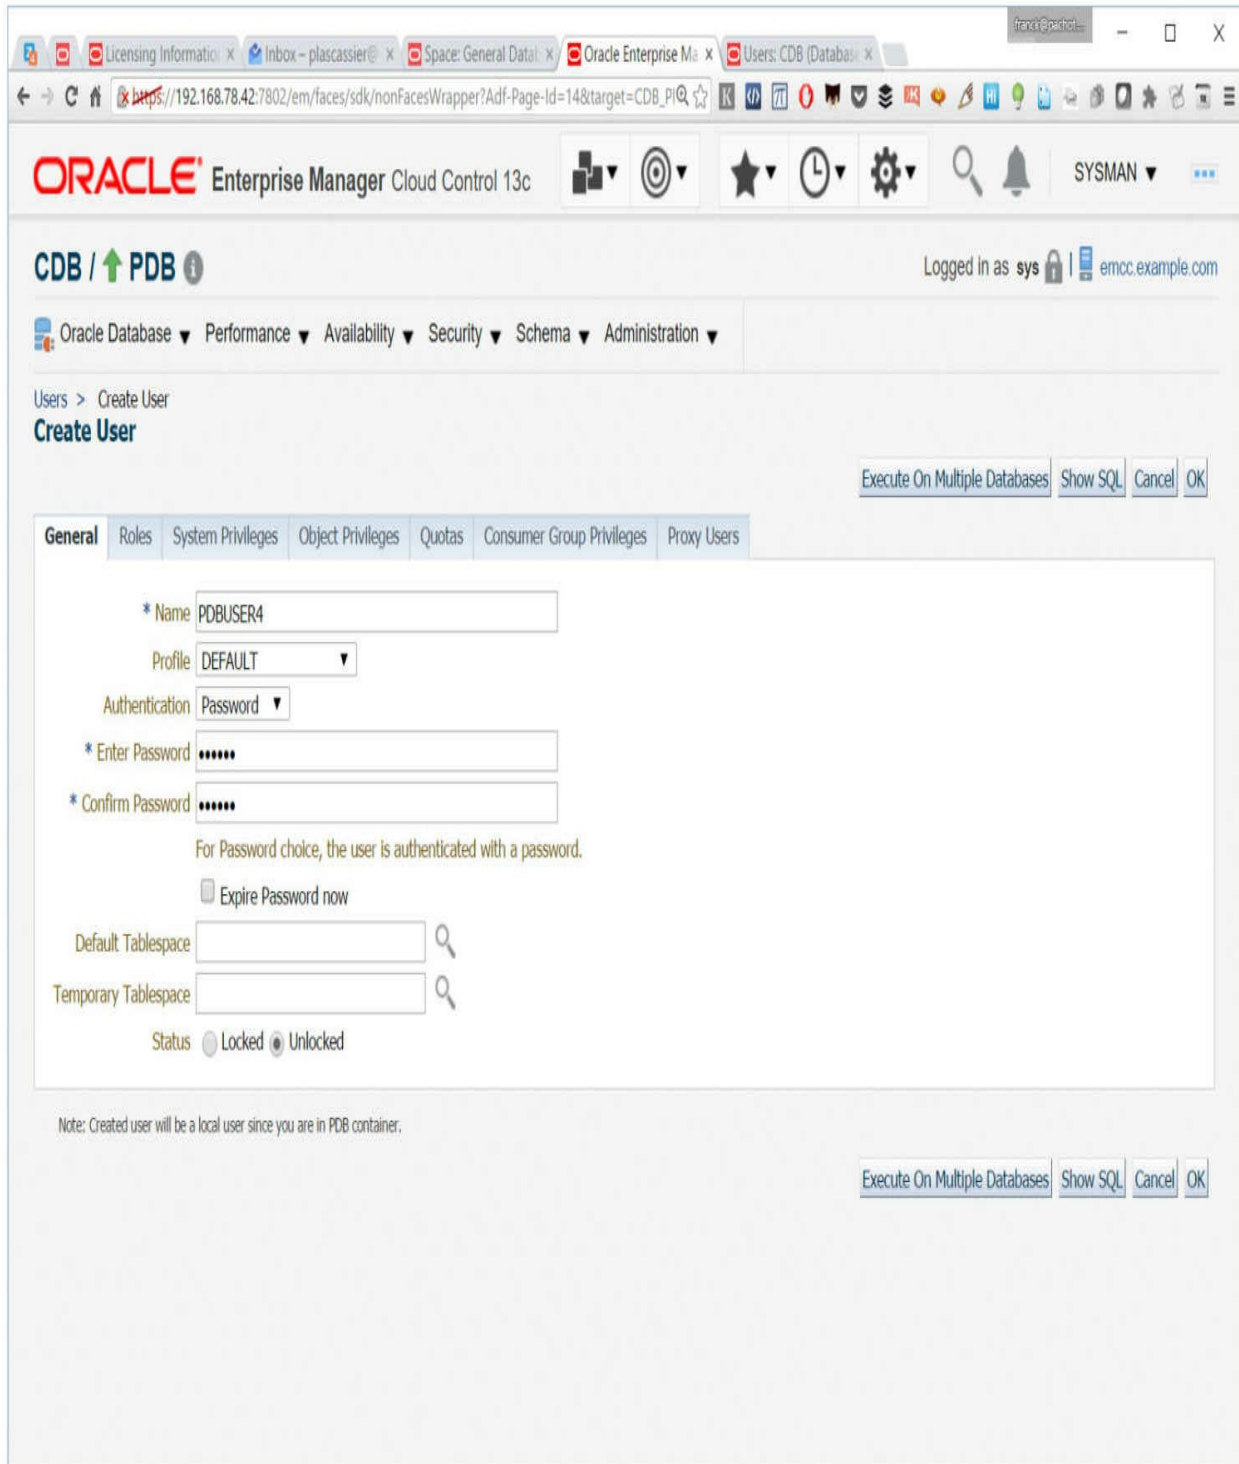 franck@pachot...
Licensing Informatio
Inbox – plascassier@
Space: General Datab
Oracle Enterprise Ma
Users: CDB (Database
https://192.168.78.42:7802/em/faces/sdk/nonFacesWrapper?Adf-Page-Id=14&target=CDB_P
ORACLE Enterprise Manager Cloud Control 13c
SYSMAN
CDB / PDB
Logged in as sys | emcc.example.com
Oracle Database Performance Availability Security Schema Administration
Users > Create User
Create User
Execute On Multiple Databases Show SQL Cancel OK
General Roles System Privileges Object Privileges Quotas Consumer Group Privileges Proxy Users
* Name PDBUSER4
Profile DEFAULT
Authentication Password
* Enter Password ••••••
* Confirm Password ••••••
For Password choice, the user is authenticated with a password.
Expire Password now
Default Tablespace
Temporary Tablespace
Status Locked Unlocked
Note: Created user will be a local user since you are in PDB container.
Execute On Multiple Databases Show SQL Cancel OK